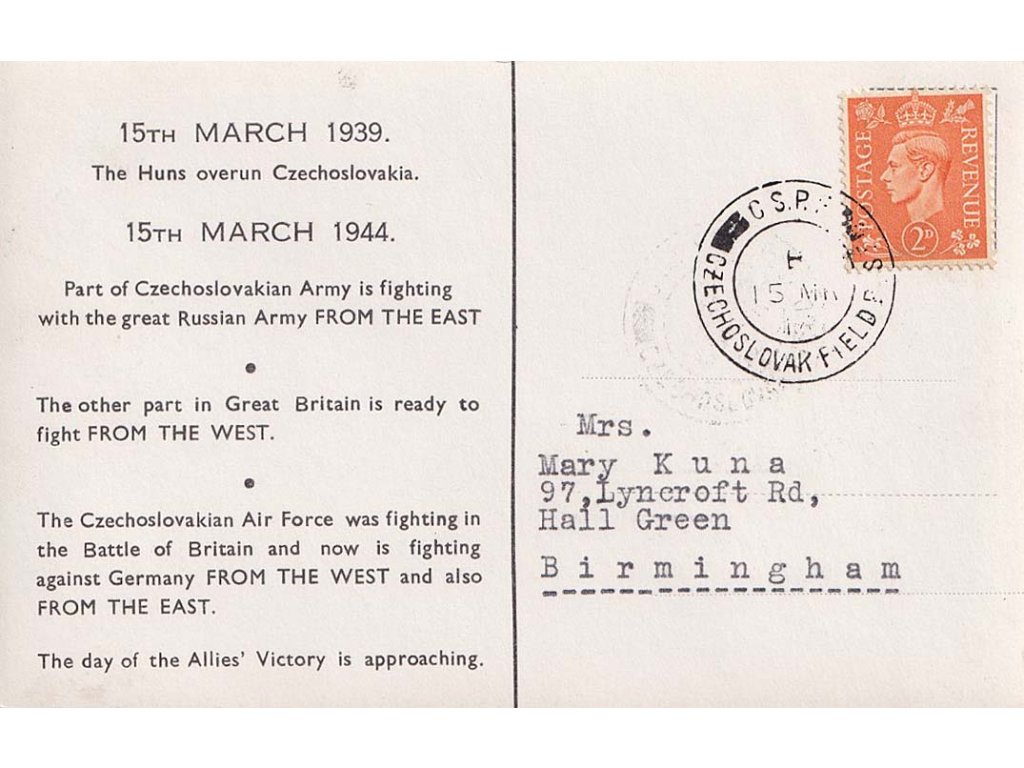 15TH MARCH 1939.
The Huns overun Czechoslovakia.
15TH MARCH 1944.
Part of Czechoslovakian Army is fighting
with the great Russian Army FROM THE EAST
The other part in Great Britain is ready to
fight FROM THE WEST.
The Czechoslovakian Air Force was fighting in
the Battle of Britain and now is fighting
against Germany FROM THE WEST and also
FROM THE EAST.
The day of the Allies' Victory is approaching.
POSTAGE
REVENUE
2D
CZECHOSLOVAK FIELD
15 MR
Mrs.
Mary Kuna
97,Lyncroft Rd,
Hall Green
Birmingham